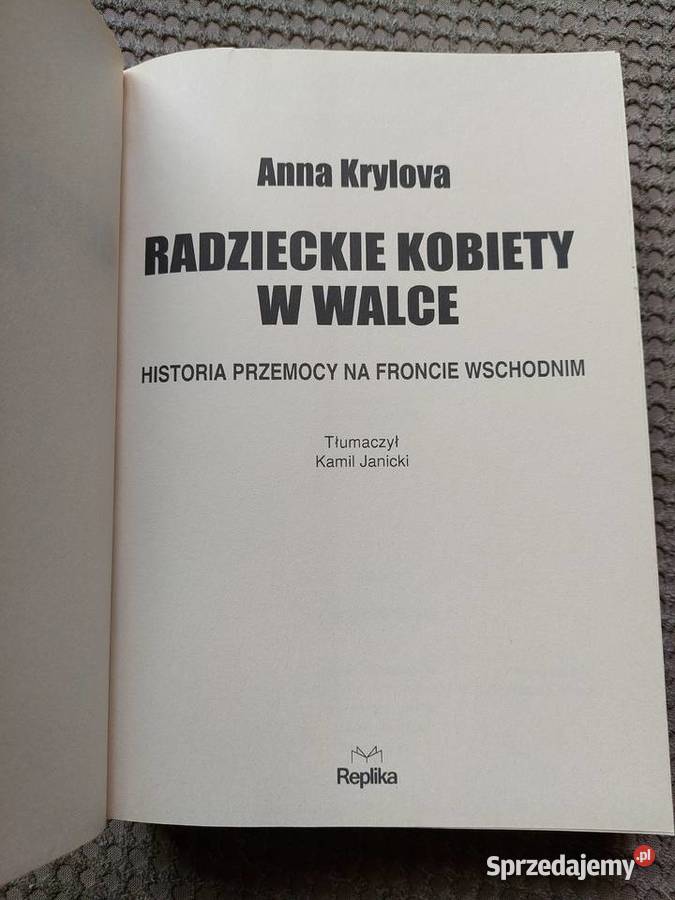 Anna Krylova
RADZIECKIE KOBIETY
W WALCE
HISTORIA PRZEMOCY NA FRONCIE WSCHODNIM
Tłumaczył
Kamil Janicki
Replika
Sprzedajemy.pl